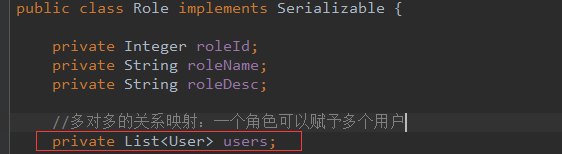 public class Role implements Serializable {
private Integer roleId;
private String roleName;
private String roleDesc;
//多对多的关系映射：一个角色可以赋予多个用户
private List<User> users;